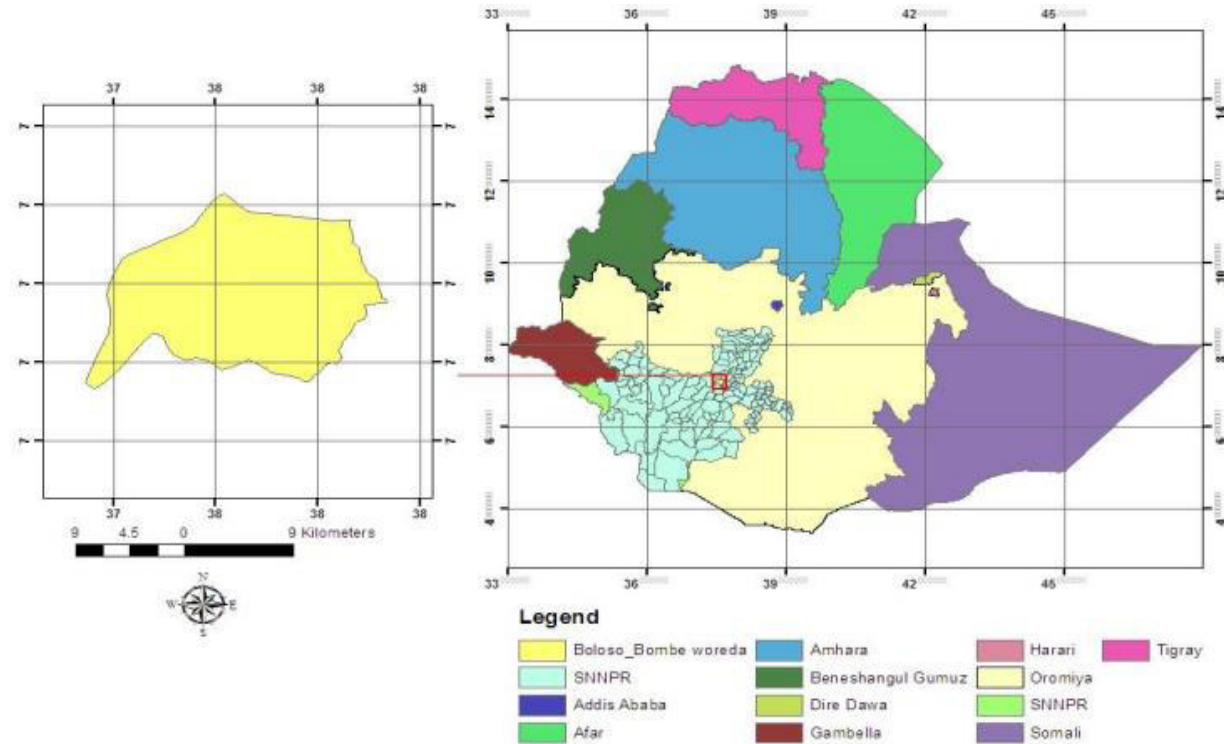 37 38 38 38
7 7
7 7
7 7
7 7
7 7
37 38 38 38
9 4.5 0 9 Kilometers
N
W E
S
33 36 39 42 45
14 14
12 12
10 10
8 8
6 6
4 4
33 36 39 42 45
Legend
Boloso_Bombe woreda Amhara Harari Tigray
SNNPR Beneshangul Gumuz Oromiya
Addis Ababa Dire Dawa SNNPR
Afar Gambella Somali